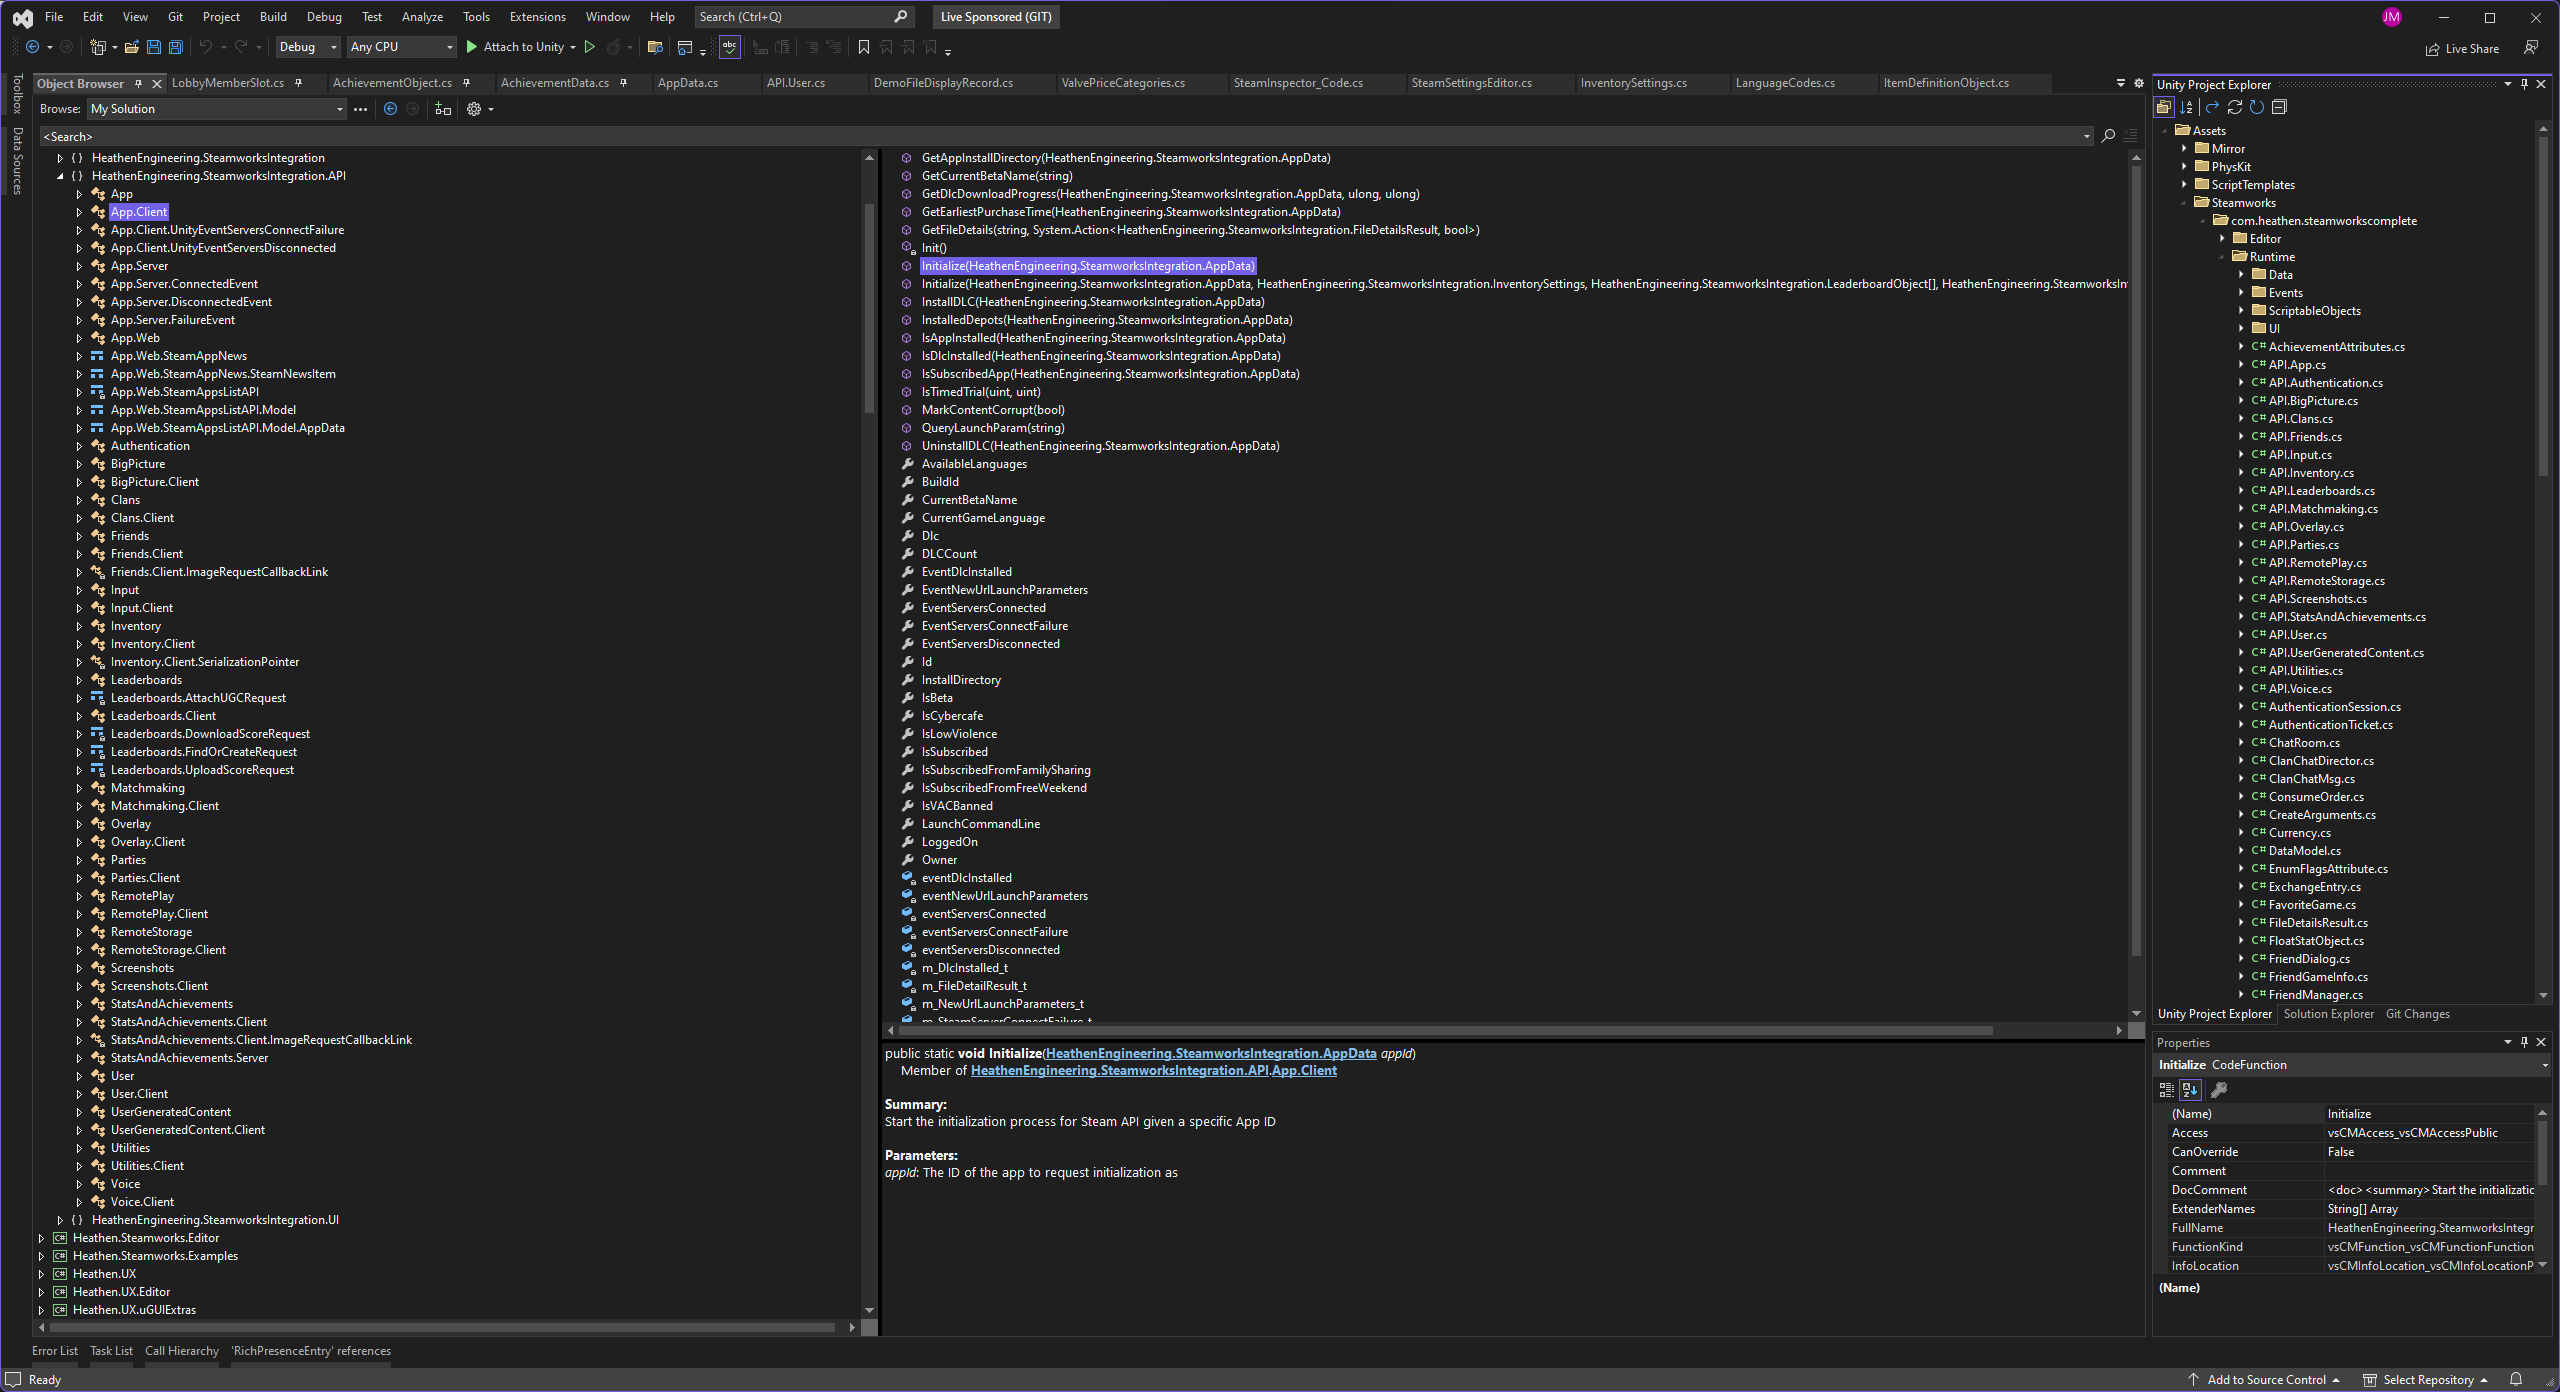 File Edit View Git Project Build Debug Test Analyze Tools Extensions Window Help Search (Ctrl+Q) Live Sponsored (GIT) JM
Debug Any CPU Attach to Unity Live Share
Toolbox
Data Sources
Object Browser LobbyMemberSlot.cs AchievementObject.cs AchievementData.cs AppData.cs API.User.cs DemoFileDisplayRecord.cs ValvePriceCategories.cs SteamInspector_Code.cs SteamSettingsEditor.cs InventorySettings.cs LanguageCodes.cs ItemDefinitionObject.cs
Browse: My Solution
<Search>
HeathenEngineering.SteamworksIntegration
HeathenEngineering.SteamworksIntegration.API
App
App.Client
App.Client.UnityEventServersConnectFailure
App.Client.UnityEventServersDisconnected
App.Server
App.Server.ConnectedEvent
App.Server.DisconnectedEvent
App.Server.FailureEvent
App.Web
App.Web.SteamAppNews
App.Web.SteamAppNews.SteamNewsItem
App.Web.SteamAppsListAPI
App.Web.SteamAppsListAPI.Model
App.Web.SteamAppsListAPI.Model.AppData
Authentication
BigPicture
BigPicture.Client
Clans
Clans.Client
Friends
Friends.Client
Friends.Client.ImageRequestCallbackLink
Input
Input.Client
Inventory
Inventory.Client
Inventory.Client.SerializationPointer
Leaderboards
Leaderboards.AttachUGCRequest
Leaderboards.Client
Leaderboards.DownloadScoreRequest
Leaderboards.FindOrCreateRequest
Leaderboards.UploadScoreRequest
Matchmaking
Matchmaking.Client
Overlay
Overlay.Client
Parties
Parties.Client
RemotePlay
RemotePlay.Client
RemoteStorage
RemoteStorage.Client
Screenshots
Screenshots.Client
StatsAndAchievements
StatsAndAchievements.Client
StatsAndAchievements.Client.ImageRequestCallbackLink
StatsAndAchievements.Server
User
User.Client
UserGeneratedContent
UserGeneratedContent.Client
Utilities
Utilities.Client
Voice
Voice.Client
HeathenEngineering.SteamworksIntegration.UI
Heathen.Steamworks.Editor
Heathen.Steamworks.Examples
Heathen.UX
Heathen.UX.Editor
Heathen.UX.uGUIExtras
GetAppInstallDirectory(HeathenEngineering.SteamworksIntegration.AppData)
GetCurrentBetaName(string)
GetDlcDownloadProgress(HeathenEngineering.SteamworksIntegration.AppData, ulong, ulong)
GetEarliestPurchaseTime(HeathenEngineering.SteamworksIntegration.AppData)
GetFileDetails(string, System.Action<HeathenEngineering.SteamworksIntegration.FileDetailsResult, bool>)
Init()
Initialize(HeathenEngineering.SteamworksIntegration.AppData)
Initialize(HeathenEngineering.SteamworksIntegration.AppData, HeathenEngineering.SteamworksIntegration.InventorySettings, HeathenEngineering.SteamworksIntegration.LeaderboardObject[], HeathenEngineering.SteamworksIn
InstallDLC(HeathenEngineering.SteamworksIntegration.AppData)
InstalledDepots(HeathenEngineering.SteamworksIntegration.AppData)
IsAppInstalled(HeathenEngineering.SteamworksIntegration.AppData)
IsDlcInstalled(HeathenEngineering.SteamworksIntegration.AppData)
IsSubscribedApp(HeathenEngineering.SteamworksIntegration.AppData)
IsTimedTrial(uint, uint)
MarkContentCorrupt(bool)
QueryLaunchParam(string)
UninstallDLC(HeathenEngineering.SteamworksIntegration.AppData)
AvailableLanguages
BuildId
CurrentBetaName
CurrentGameLanguage
Dlc
DLCCount
EventDlcInstalled
EventNewUrlLaunchParameters
EventServersConnected
EventServersConnectFailure
EventServersDisconnected
Id
InstallDirectory
IsBeta
IsCybercafe
IsLowViolence
IsSubscribed
IsSubscribedFromFamilySharing
IsSubscribedFromFreeWeekend
IsVACBanned
LaunchCommandLine
LoggedOn
Owner
eventDlcInstalled
eventNewUrlLaunchParameters
eventServersConnected
eventServersConnectFailure
eventServersDisconnected
m_DlcInstalled_t
m_FileDetailResult_t
m_NewUrlLaunchParameters_t
m_SteamServerConnectFailure_t
public static void Initialize(HeathenEngineering.SteamworksIntegration.AppData appId)
Member of HeathenEngineering.SteamworksIntegration.API.App.Client
Summary:
Start the initialization process for Steam API given a specific App ID
Parameters:
appId: The ID of the app to request initialization as
Unity Project Explorer
Assets
Mirror
PhysKit
ScriptTemplates
Steamworks
com.heathen.steamworkscomplete
Editor
Runtime
Data
Events
ScriptableObjects
UI
C# AchievementAttributes.cs
C# API.App.cs
C# API.Authentication.cs
C# API.BigPicture.cs
C# API.Clans.cs
C# API.Friends.cs
C# API.Input.cs
C# API.Inventory.cs
C# API.Leaderboards.cs
C# API.Matchmaking.cs
C# API.Overlay.cs
C# API.Parties.cs
C# API.RemotePlay.cs
C# API.RemoteStorage.cs
C# API.Screenshots.cs
C# API.StatsAndAchievements.cs
C# API.User.cs
C# API.UserGeneratedContent.cs
C# API.Utilities.cs
C# API.Voice.cs
C# AuthenticationSession.cs
C# AuthenticationTicket.cs
C# ChatRoom.cs
C# ClanChatDirector.cs
C# ClanChatMsg.cs
C# ConsumeOrder.cs
C# CreateArguments.cs
C# Currency.cs
C# DataModel.cs
C# EnumFlagsAttribute.cs
C# ExchangeEntry.cs
C# FavoriteGame.cs
C# FileDetailsResult.cs
C# FloatStatObject.cs
C# FriendDialog.cs
C# FriendGameInfo.cs
C# FriendManager.cs
Unity Project Explorer Solution Explorer Git Changes
Properties
Initialize CodeFunction
(Name) Initialize
Access vsCMAccess_vsCMAccessPublic
CanOverride False
Comment
DocComment <doc> <summary> Start the initializatio
ExtenderNames String[] Array
FullName HeathenEngineering.SteamworksIntegr
FunctionKind vsCMFunction_vsCMFunctionFunction
InfoLocation vsCMInfoLocation_vsCMInfoLocationP
(Name)
Error List Task List Call Hierarchy 'RichPresenceEntry' references
Ready Add to Source Control Select Repository